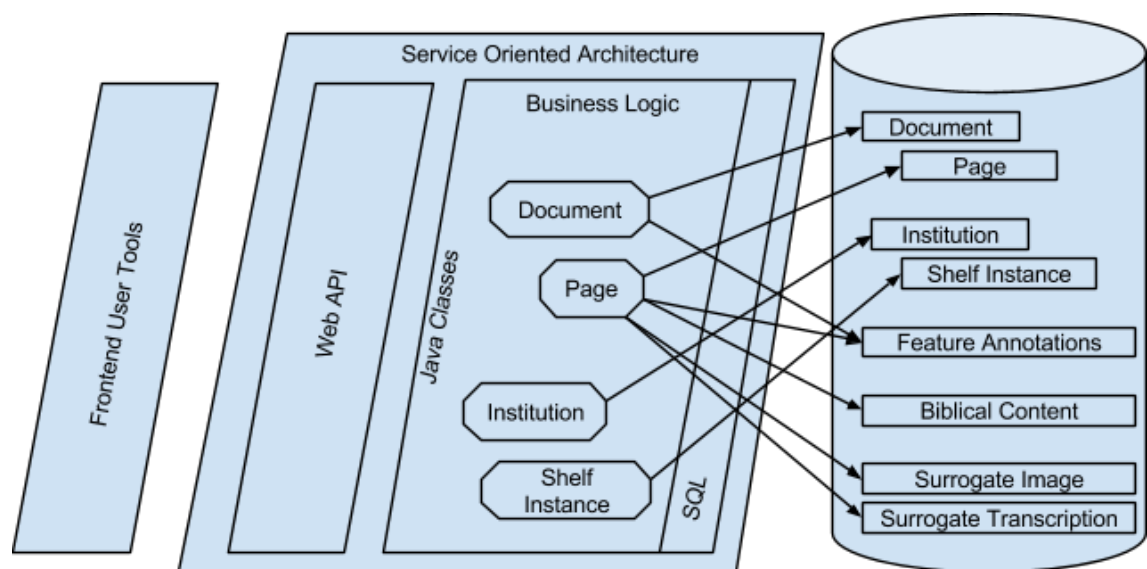 Frontend User Tools
Service Oriented Architecture
Web API
Business Logic
Java Classes
Document
Page
Institution
Shelf
Instance
SQL
Document
Page
Institution
Shelf Instance
Feature Annotations
Biblical Content
Surrogate Image
Surrogate Transcription